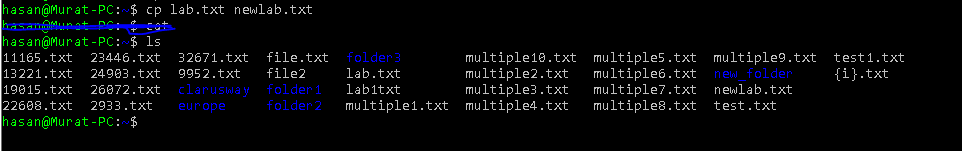 hasan@Murat-PC:~$ cp lab.txt newlab.txt
hasan@Murat-PC:~$ cat
hasan@Murat-PC:~$ ls
11165.txt 23446.txt 32671.txt file.txt folder3 multiple10.txt multiple5.txt multiple9.txt test1.txt
13221.txt 24903.txt 9952.txt file2 lab.txt multiple2.txt multiple6.txt new_folder {i}.txt
19015.txt 26072.txt clarusway folder1 lab1txt multiple3.txt multiple7.txt newlab.txt
22608.txt 2933.txt europe folder2 multiple1.txt multiple4.txt multiple8.txt test.txt
hasan@Murat-PC:~$